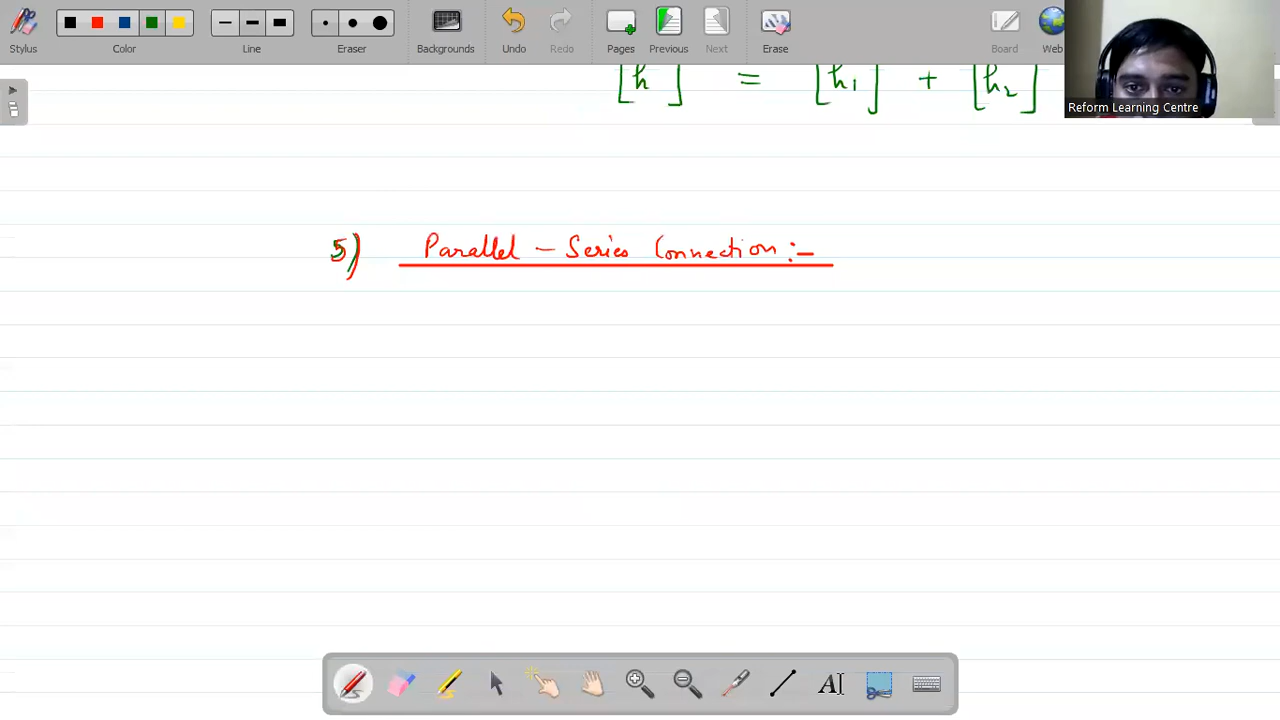 Stylus Color Line Eraser Backgrounds Undo Redo Pages Previous Next Erase Board Web
[h] = [h₁] + [h₂]
Reform Learning Centre
5) Parallel - Series Connection :-